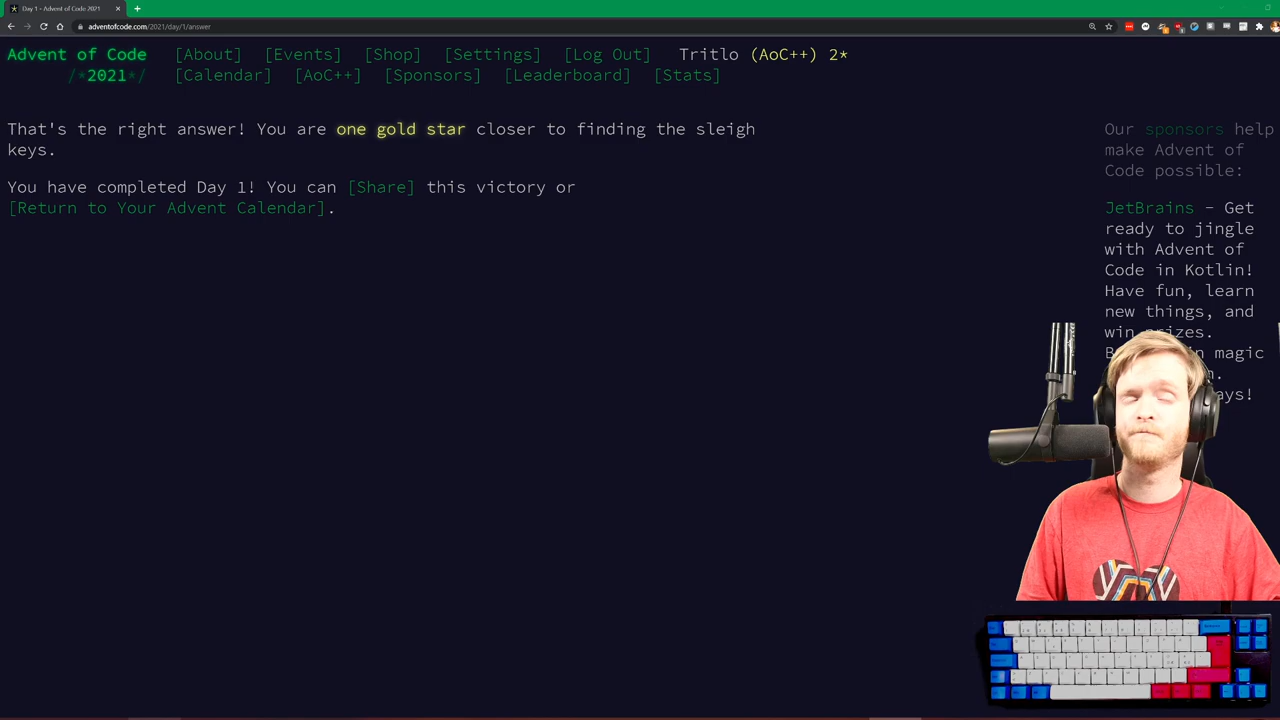 Day 1 - Advent of Code 2021
adventofcode.com/2021/day/1/answer
Advent of Code [About] [Events] [Shop] [Settings] [Log Out] Tritlo (AoC++) 2*
/*2021*/ [Calendar] [AoC++] [Sponsors] [Leaderboard] [Stats]
That's the right answer! You are one gold star closer to finding the sleigh
keys.
You have completed Day 1! You can [Share] this victory or
[Return to Your Advent Calendar].
Our sponsors help
make Advent of
Code possible:
JetBrains - Get
ready to jingle
with Advent of
Code in Kotlin!
Have fun, learn
new things, and
win prizes.
magic